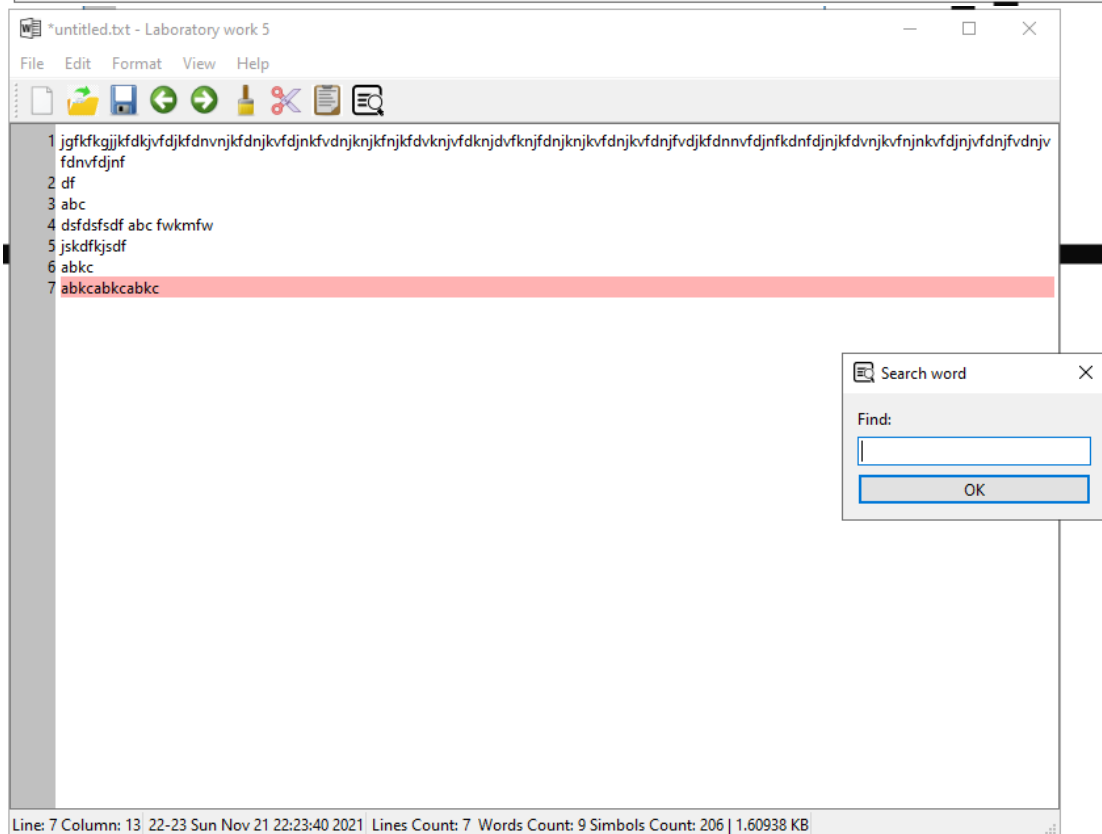 *untitled.txt - Laboratory work 5
File Edit Format View Help
1 jgfkfkgjjkfdkjvfdjkfdnvnjkfdnjkvfdjnkfvdnjknjkfnjkfdvknjvfdknjdvfknjfdnjknjkvfdnjkvfdnjfvdjkfdnnvfdjnfkdnfdjnjkfdvnjkvfnjnkvfdjnjvfdnjfvdnjv
fdnvfdjnf
2 df
3 abc
4 dsfdsfsdf abc fwkmfw
5 jskdfkjsdf
6 abkc
7 abkcabkcabkc
Search word
Find:
OK
Line: 7 Column: 13 22-23 Sun Nov 21 22:23:40 2021 Lines Count: 7 Words Count: 9 Simbols Count: 206 | 1.60938 KB